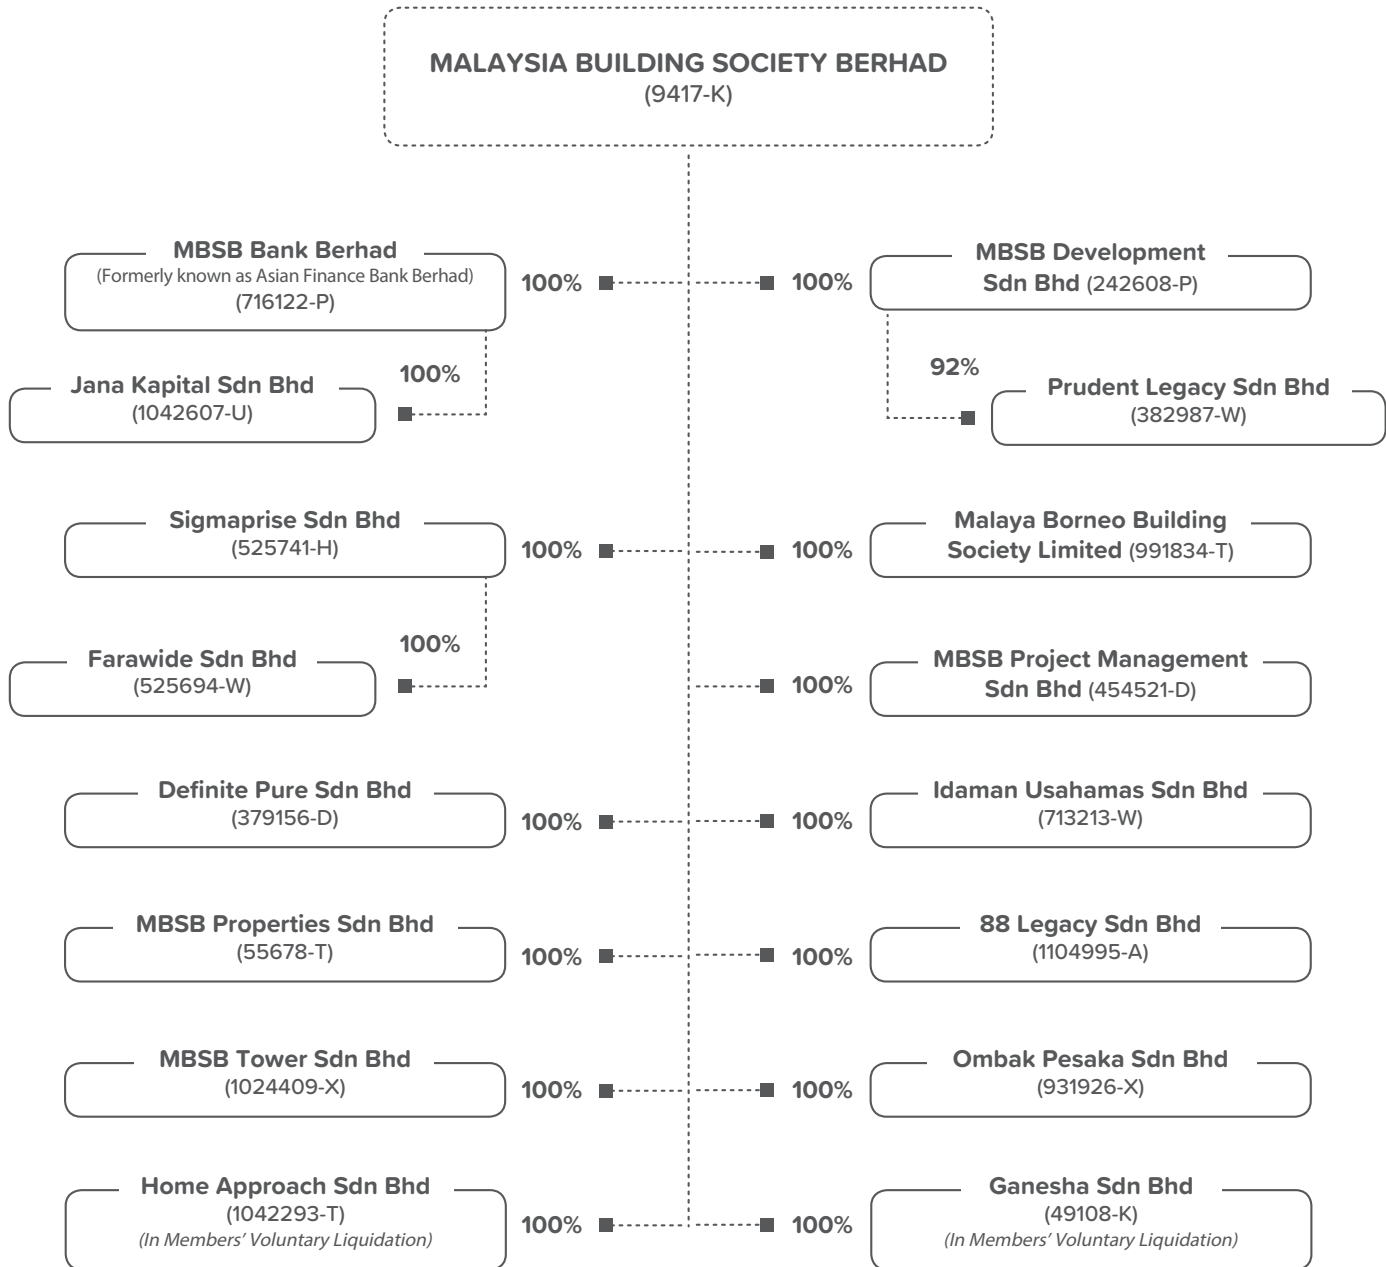 MALAYSIA BUILDING SOCIETY BERHAD
(9417-K)
MBSB Bank Berhad
(Formerly known as Asian Finance Bank Berhad)
(716122-P)
100%
100%
MBSB Development
Sdn Bhd (242608-P)
100%
Jana Kapital Sdn Bhd
(1042607-U)
92%
Prudent Legacy Sdn Bhd
(382987-W)
Sigmaprise Sdn Bhd
(525741-H)
100%
100%
Malaya Borneo Building
Society Limited (991834-T)
100%
Farawide Sdn Bhd
(525694-W)
100%
MBSB Project Management
Sdn Bhd (454521-D)
Definite Pure Sdn Bhd
(379156-D)
100%
100%
Idaman Usahamas Sdn Bhd
(713213-W)
MBSB Properties Sdn Bhd
(55678-T)
100%
100%
88 Legacy Sdn Bhd
(1104995-A)
MBSB Tower Sdn Bhd
(1024409-X)
100%
100%
Ombak Pesaka Sdn Bhd
(931926-X)
Home Approach Sdn Bhd
(1042293-T)
(In Members’ Voluntary Liquidation)
100%
100%
Ganesha Sdn Bhd
(49108-K)
(In Members’ Voluntary Liquidation)